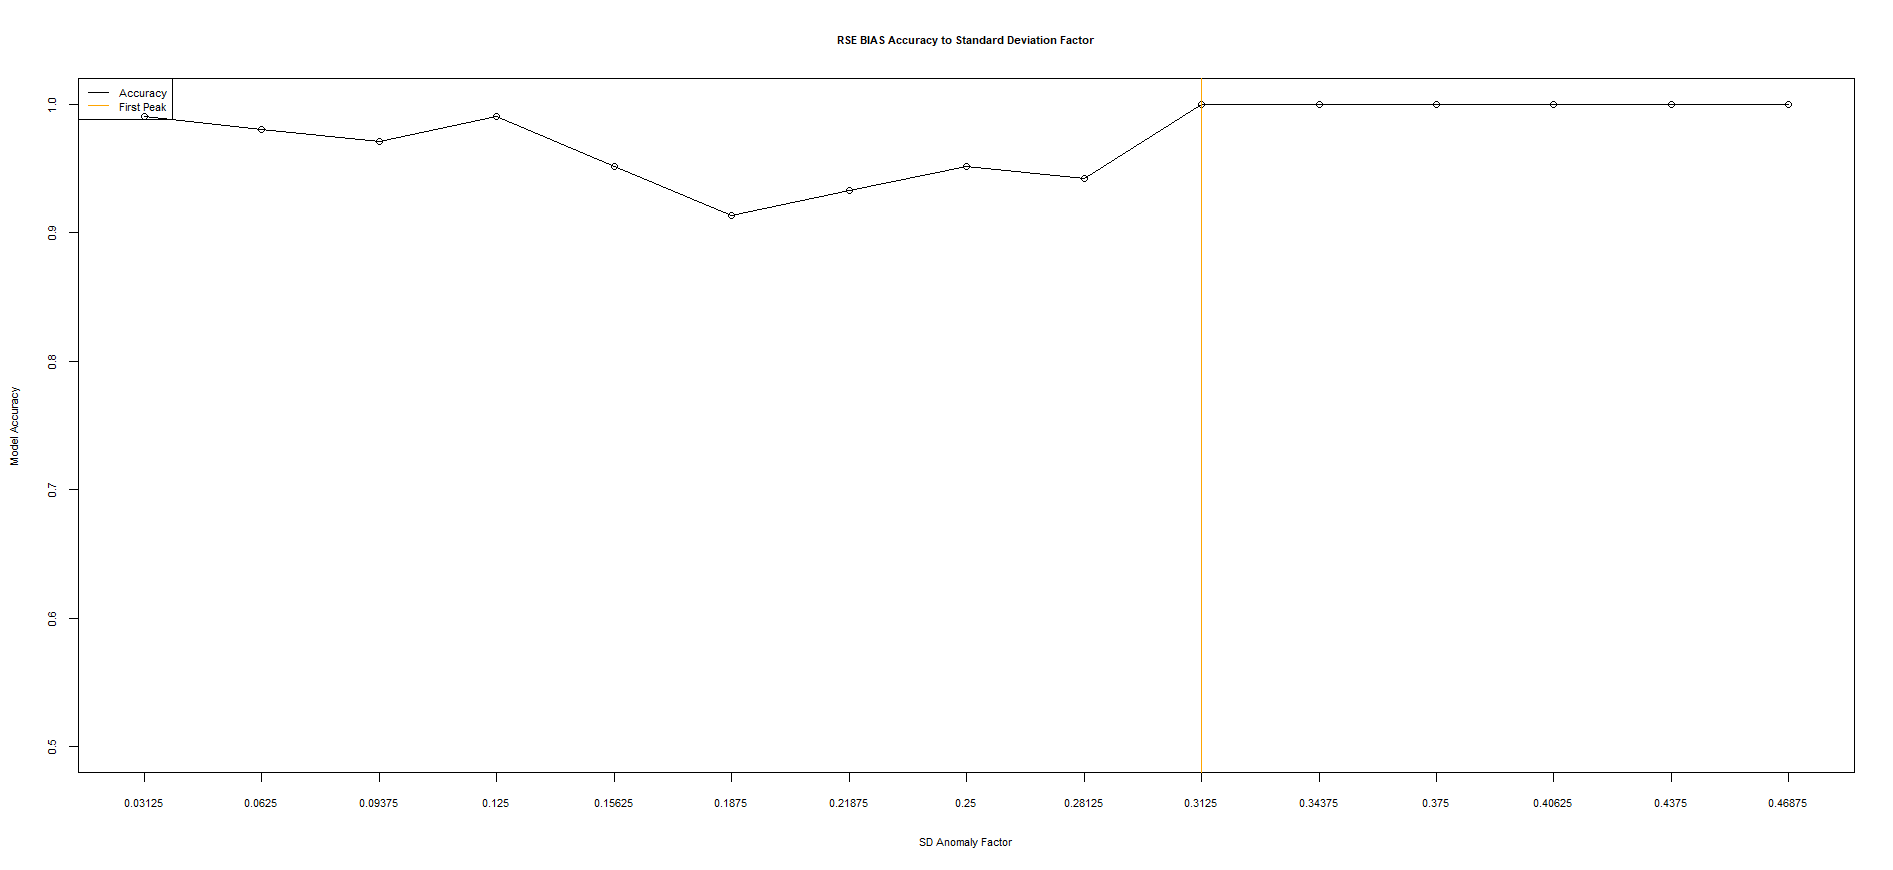 RSE BIAS Accuracy to Standard Deviation Factor
Accuracy
First Peak
1.0
0.9
0.8
0.7
0.6
0.5
Model Accuracy
0.03125 0.0625 0.09375 0.125 0.15625 0.1875 0.21875 0.25 0.28125 0.3125 0.34375 0.375 0.40625 0.4375 0.46875
SD Anomaly Factor